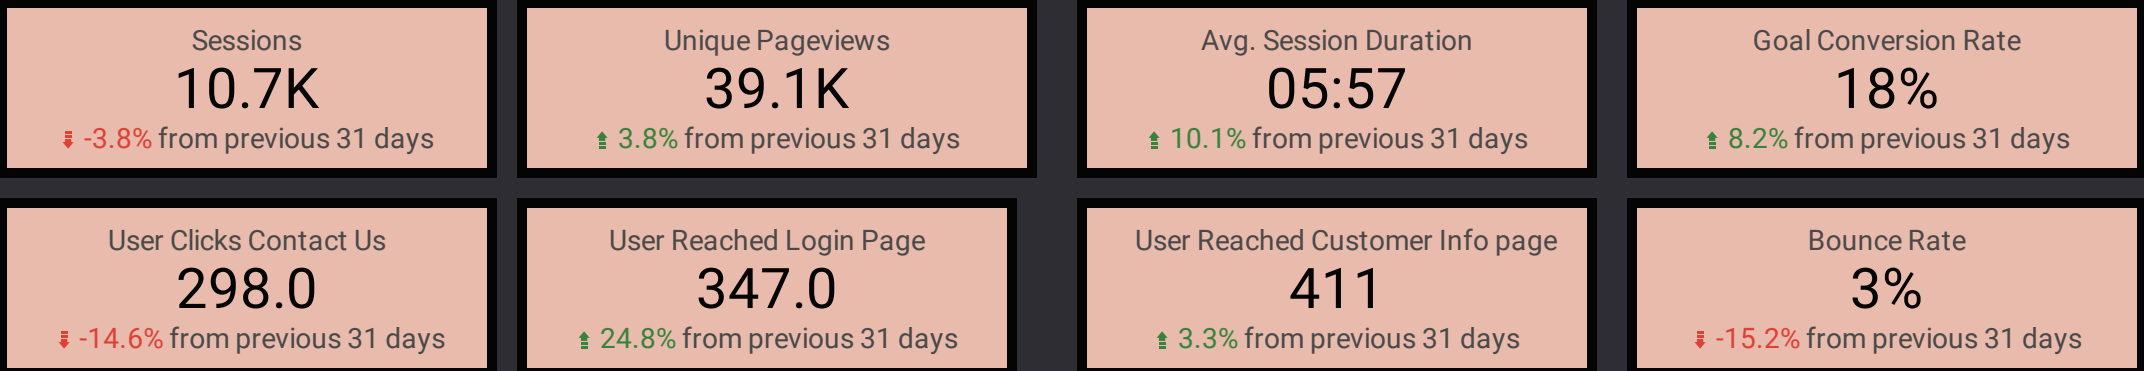 Sessions
10.7K
-3.8% from previous 31 days
Unique Pageviews
39.1K
3.8% from previous 31 days
Avg. Session Duration
05:57
10.1% from previous 31 days
Goal Conversion Rate
18%
8.2% from previous 31 days
User Clicks Contact Us
298.0
-14.6% from previous 31 days
User Reached Login Page
347.0
24.8% from previous 31 days
User Reached Customer Info page
411
3.3% from previous 31 days
Bounce Rate
3%
-15.2% from previous 31 days